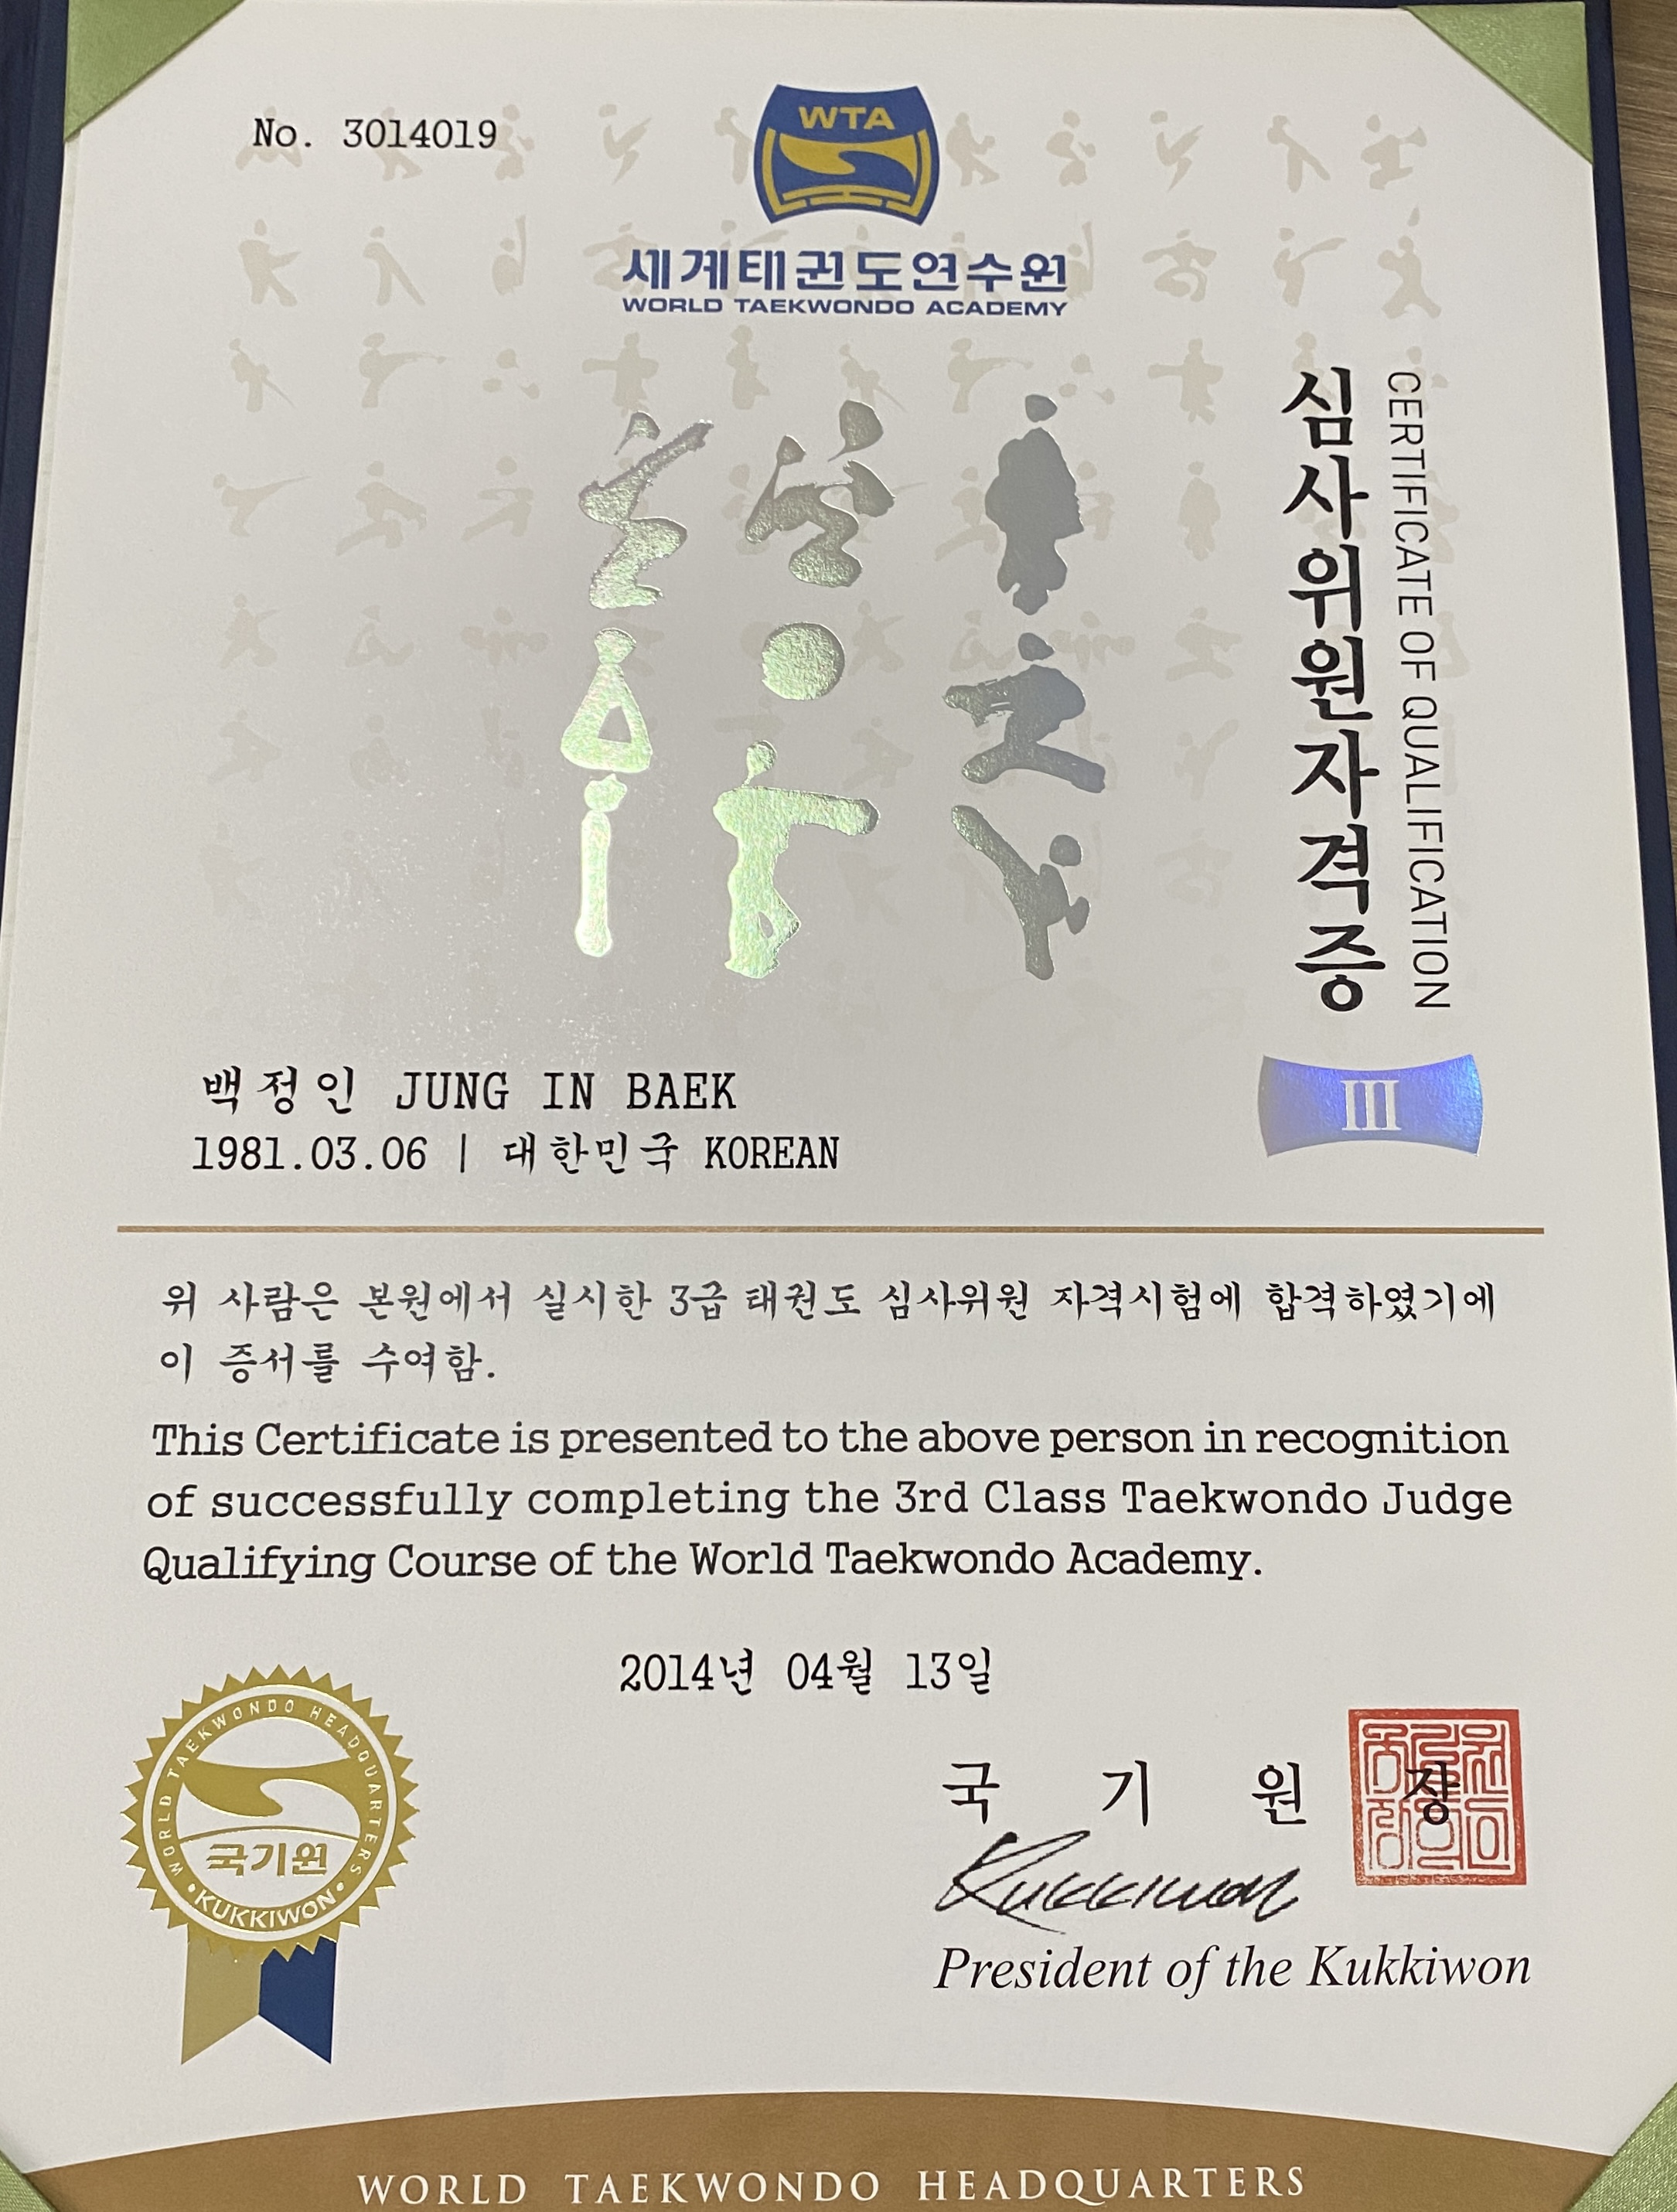 No. 3014019
WTA
세계태권도연수원
WORLD TAEKWONDO ACADEMY
CERTIFICATE OF QUALIFICATION
심사위원자격증
III
백정인 JUNG IN BAEK
1981.03.06 | 대한민국 KOREAN
위 사람은 본원에서 실시한 3급 태권도 심사위원 자격시험에 합격하였기에
이 증서를 수여함.
This Certificate is presented to the above person in recognition
of successfully completing the 3rd Class Taekwondo Judge
Qualifying Course of the World Taekwondo Academy.
2014년 04월 13일
WORLD TAEKWONDO HEADQUARTERS
국기원
KUKKIWON
국 기 원 장
Kukkiwon
President of the Kukkiwon
WORLD TAEKWONDO HEADQUARTERS